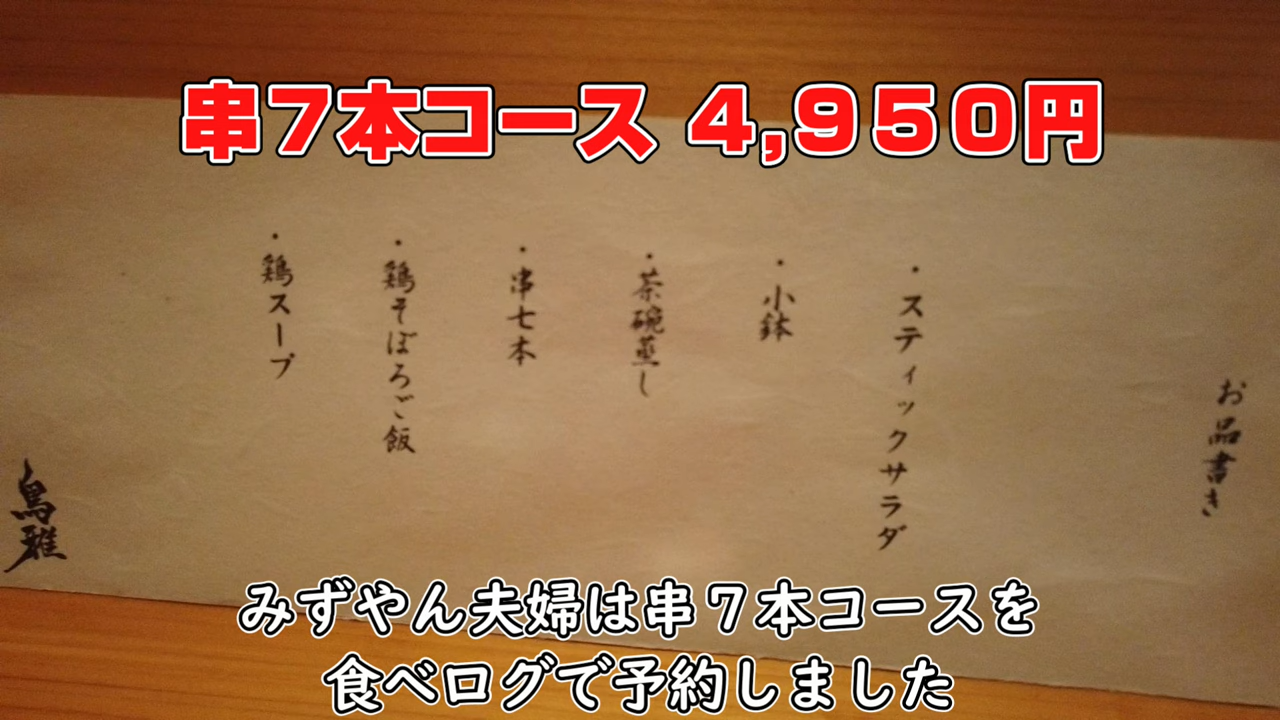 串7本コース 4,950円
お品書き
・スティックサラダ
・小鉢
・茶碗蒸し
・串七本
・鶏そぼろご飯
・鶏スープ
鳥雅
みずやん夫婦は串7本コースを
食べログで予約しました